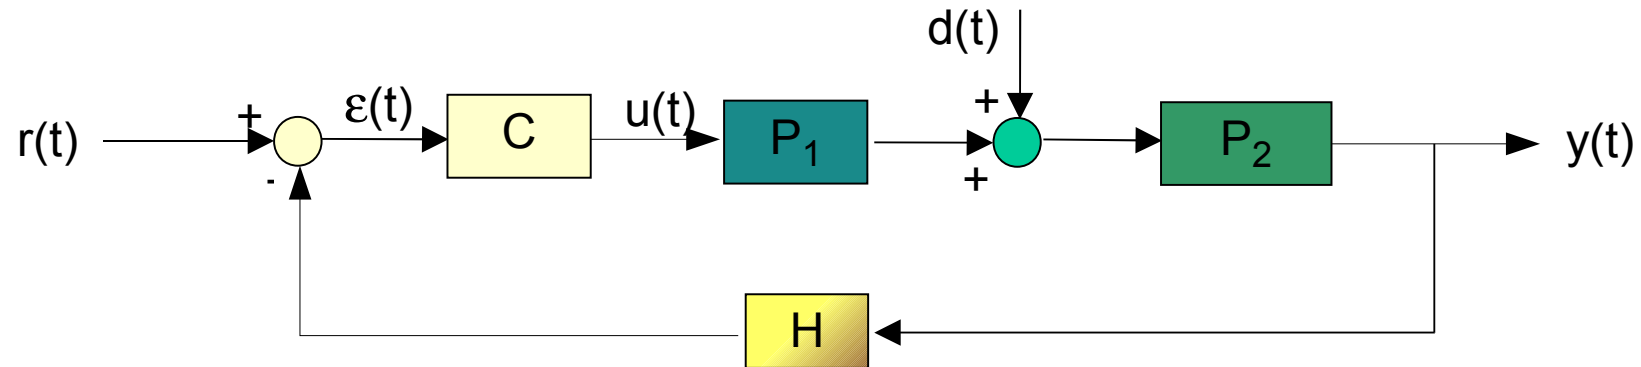 d(t)
r(t) + ε(t) C u(t) P₁ + P₂ y(t)
- +
H